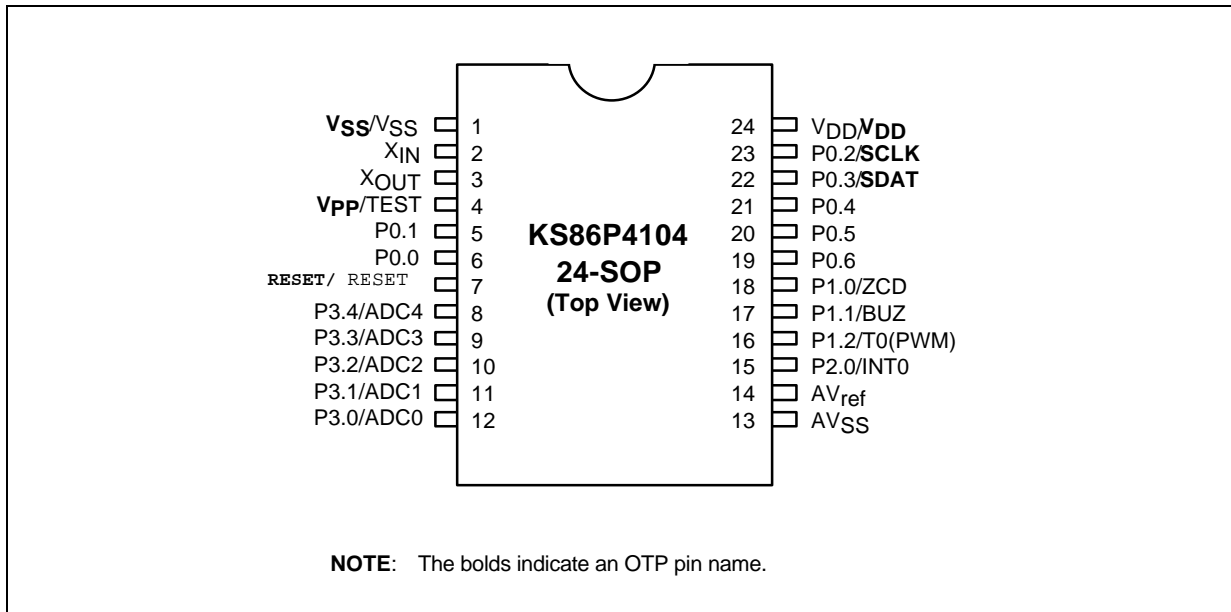 VSS/VSS 1
XIN 2
XOUT 3
VPP/TEST 4
P0.1 5
P0.0 6
RESET/ RESET 7
P3.4/ADC4 8
P3.3/ADC3 9
P3.2/ADC2 10
P3.1/ADC1 11
P3.0/ADC0 12
KS86P4104
24-SOP
(Top View)
24 VDD/VDD
23 P0.2/SCLK
22 P0.3/SDAT
21 P0.4
20 P0.5
19 P0.6
18 P1.0/ZCD
17 P1.1/BUZ
16 P1.2/T0(PWM)
15 P2.0/INT0
14 AVref
13 AVSS
NOTE: The bolds indicate an OTP pin name.